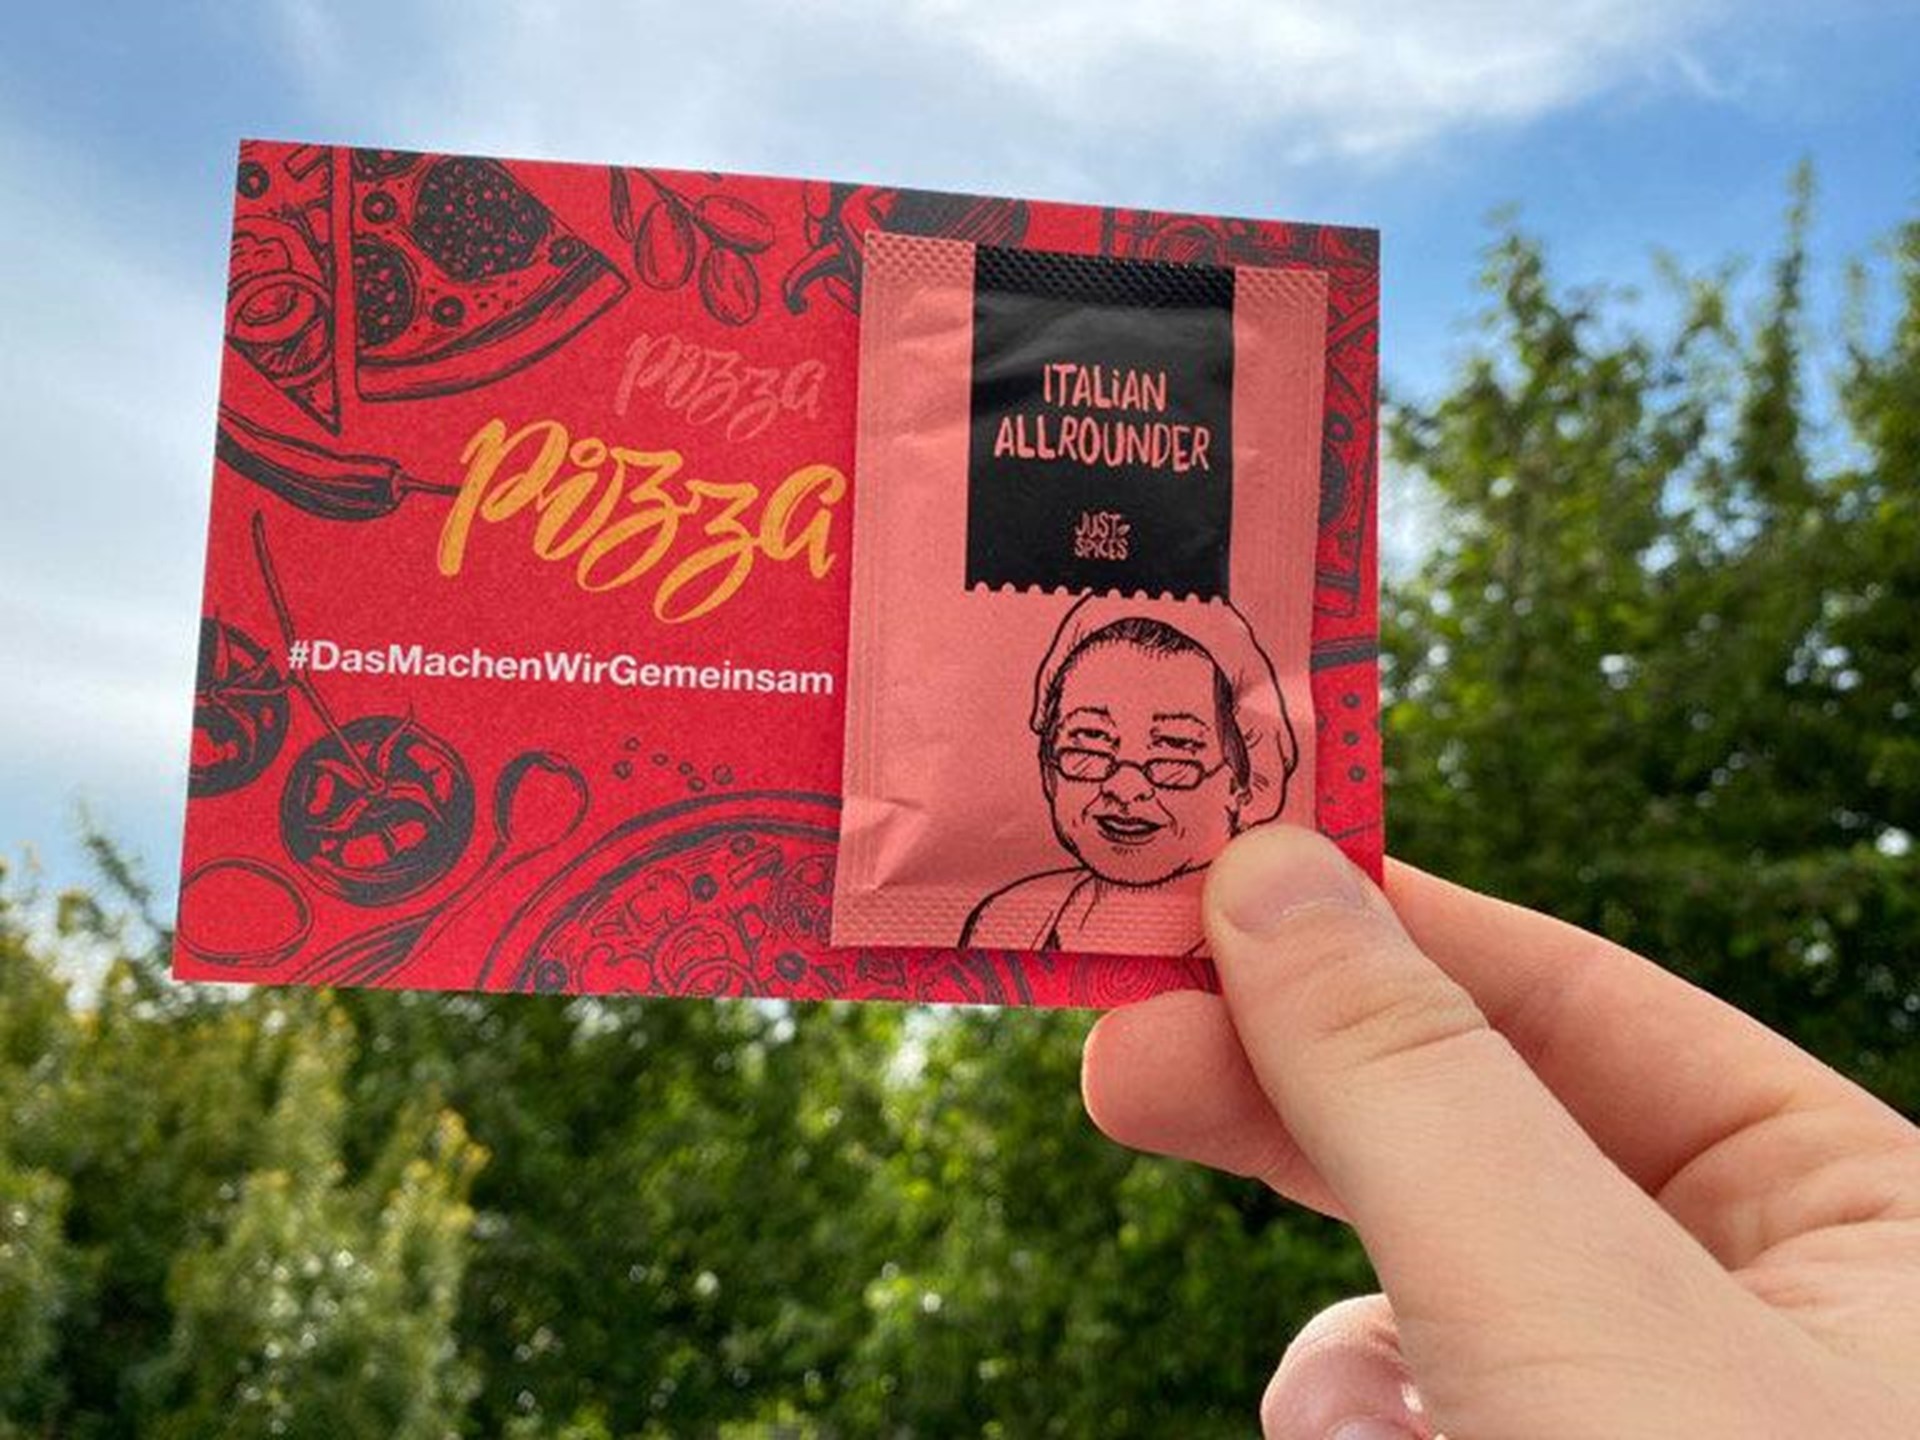 pizza
pizza
#DasMachenWirGemeinsam
ITALiAN
ALLROUNDER
JUST
SPiCES